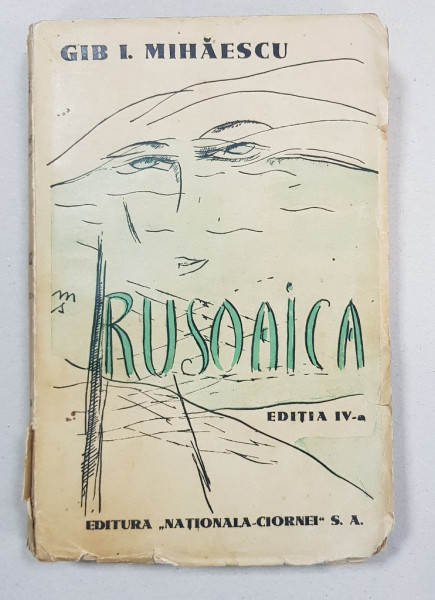 GIB I. MIHĂESCU
RUSOAICA
EDIȚIA IV-a
EDITURA „NAȚIONALA-CIORNEI" S. A.